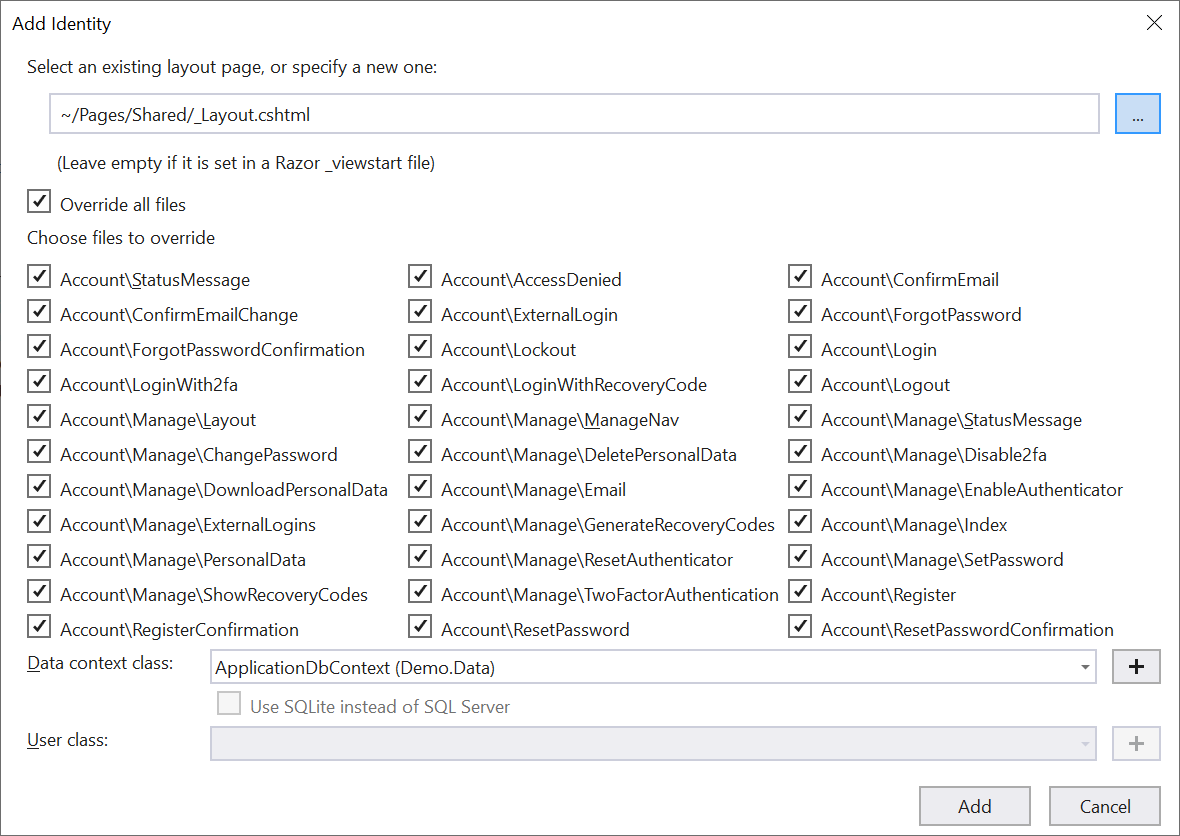 Add Identity
Select an existing layout page, or specify a new one:
~/Pages/Shared/_Layout.cshtml
...
(Leave empty if it is set in a Razor _viewstart file)
Override all files
Choose files to override
Account\StatusMessage Account\AccessDenied Account\ConfirmEmail
Account\ConfirmEmailChange Account\ExternalLogin Account\ForgotPassword
Account\ForgotPasswordConfirmation Account\Lockout Account\Login
Account\LoginWith2fa Account\LoginWithRecoveryCode Account\Logout
Account\Manage\Layout Account\Manage\ManageNav Account\Manage\StatusMessage
Account\Manage\ChangePassword Account\Manage\DeletePersonalData Account\Manage\Disable2fa
Account\Manage\DownloadPersonalData Account\Manage\Email Account\Manage\EnableAuthenticator
Account\Manage\ExternalLogins Account\Manage\GenerateRecoveryCodes Account\Manage\Index
Account\Manage\PersonalData Account\Manage\ResetAuthenticator Account\Manage\SetPassword
Account\Manage\ShowRecoveryCodes Account\Manage\TwoFactorAuthentication Account\Register
Account\RegisterConfirmation Account\ResetPassword Account\ResetPasswordConfirmation
Data context class: ApplicationDbContext (Demo.Data) +
Use SQLite instead of SQL Server
User class: +
Add Cancel